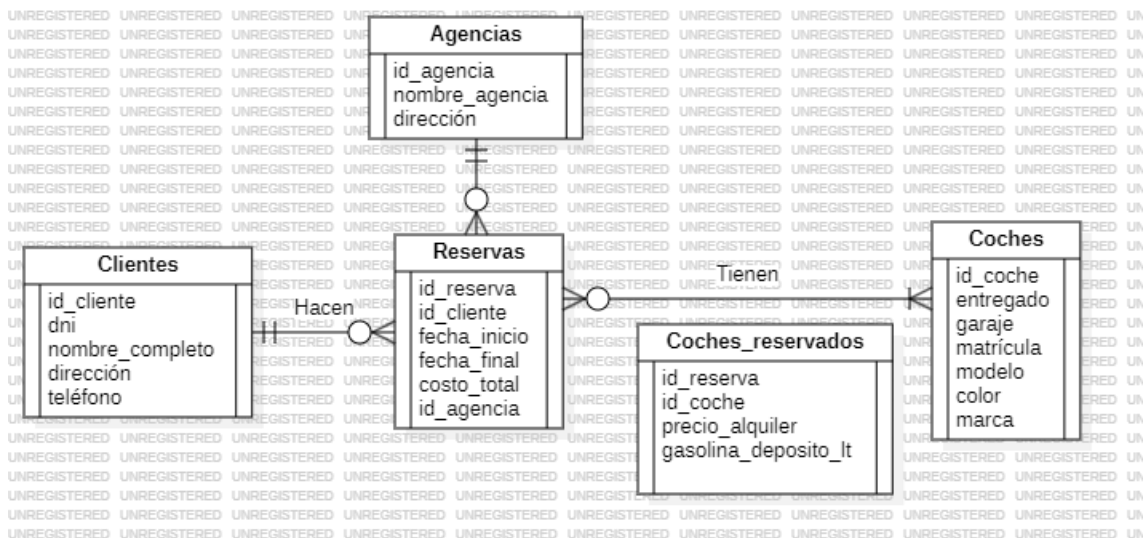 Agencias
id_agencia
nombre_agencia
dirección
Clientes
id_cliente
dni
nombre_completo
dirección
teléfono
Hacen
Reservas
id_reserva
id_cliente
fecha_inicio
fecha_final
costo_total
id_agencia
Tienen
Coches_reservados
id_reserva
id_coche
precio_alquiler
gasolina_deposito_lt
Coches
id_coche
entregado
garaje
matrícula
modelo
color
marca
UNREGISTERED